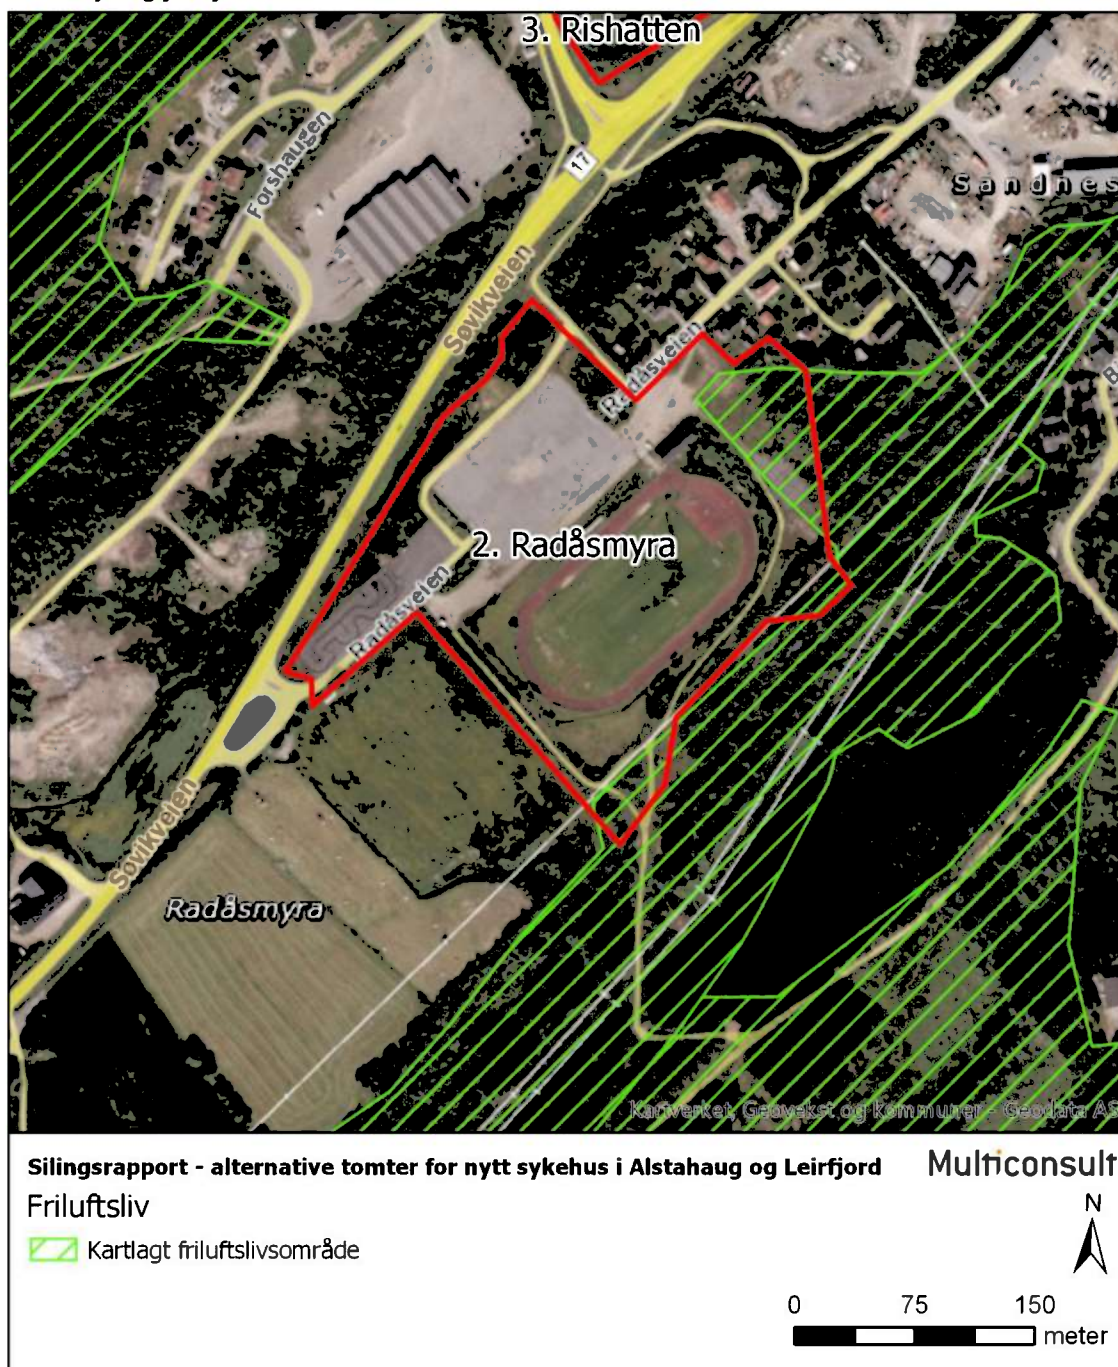 3. Rishatten
17
Forshaugen
Sandnes
Søvikveien
Radåsveien
2. Radåsmyra
Radåsveien
Søvikveien
Radåsmyra
Kartverket, Geovekst og kommuner - Geodata AS
Silingsrapport - alternative tomter for nytt sykehus i Alstahaug og Leirfjord
Multiconsult
Friluftsliv
N
Kartlagt friluftslivsområde
0 75 150
meter